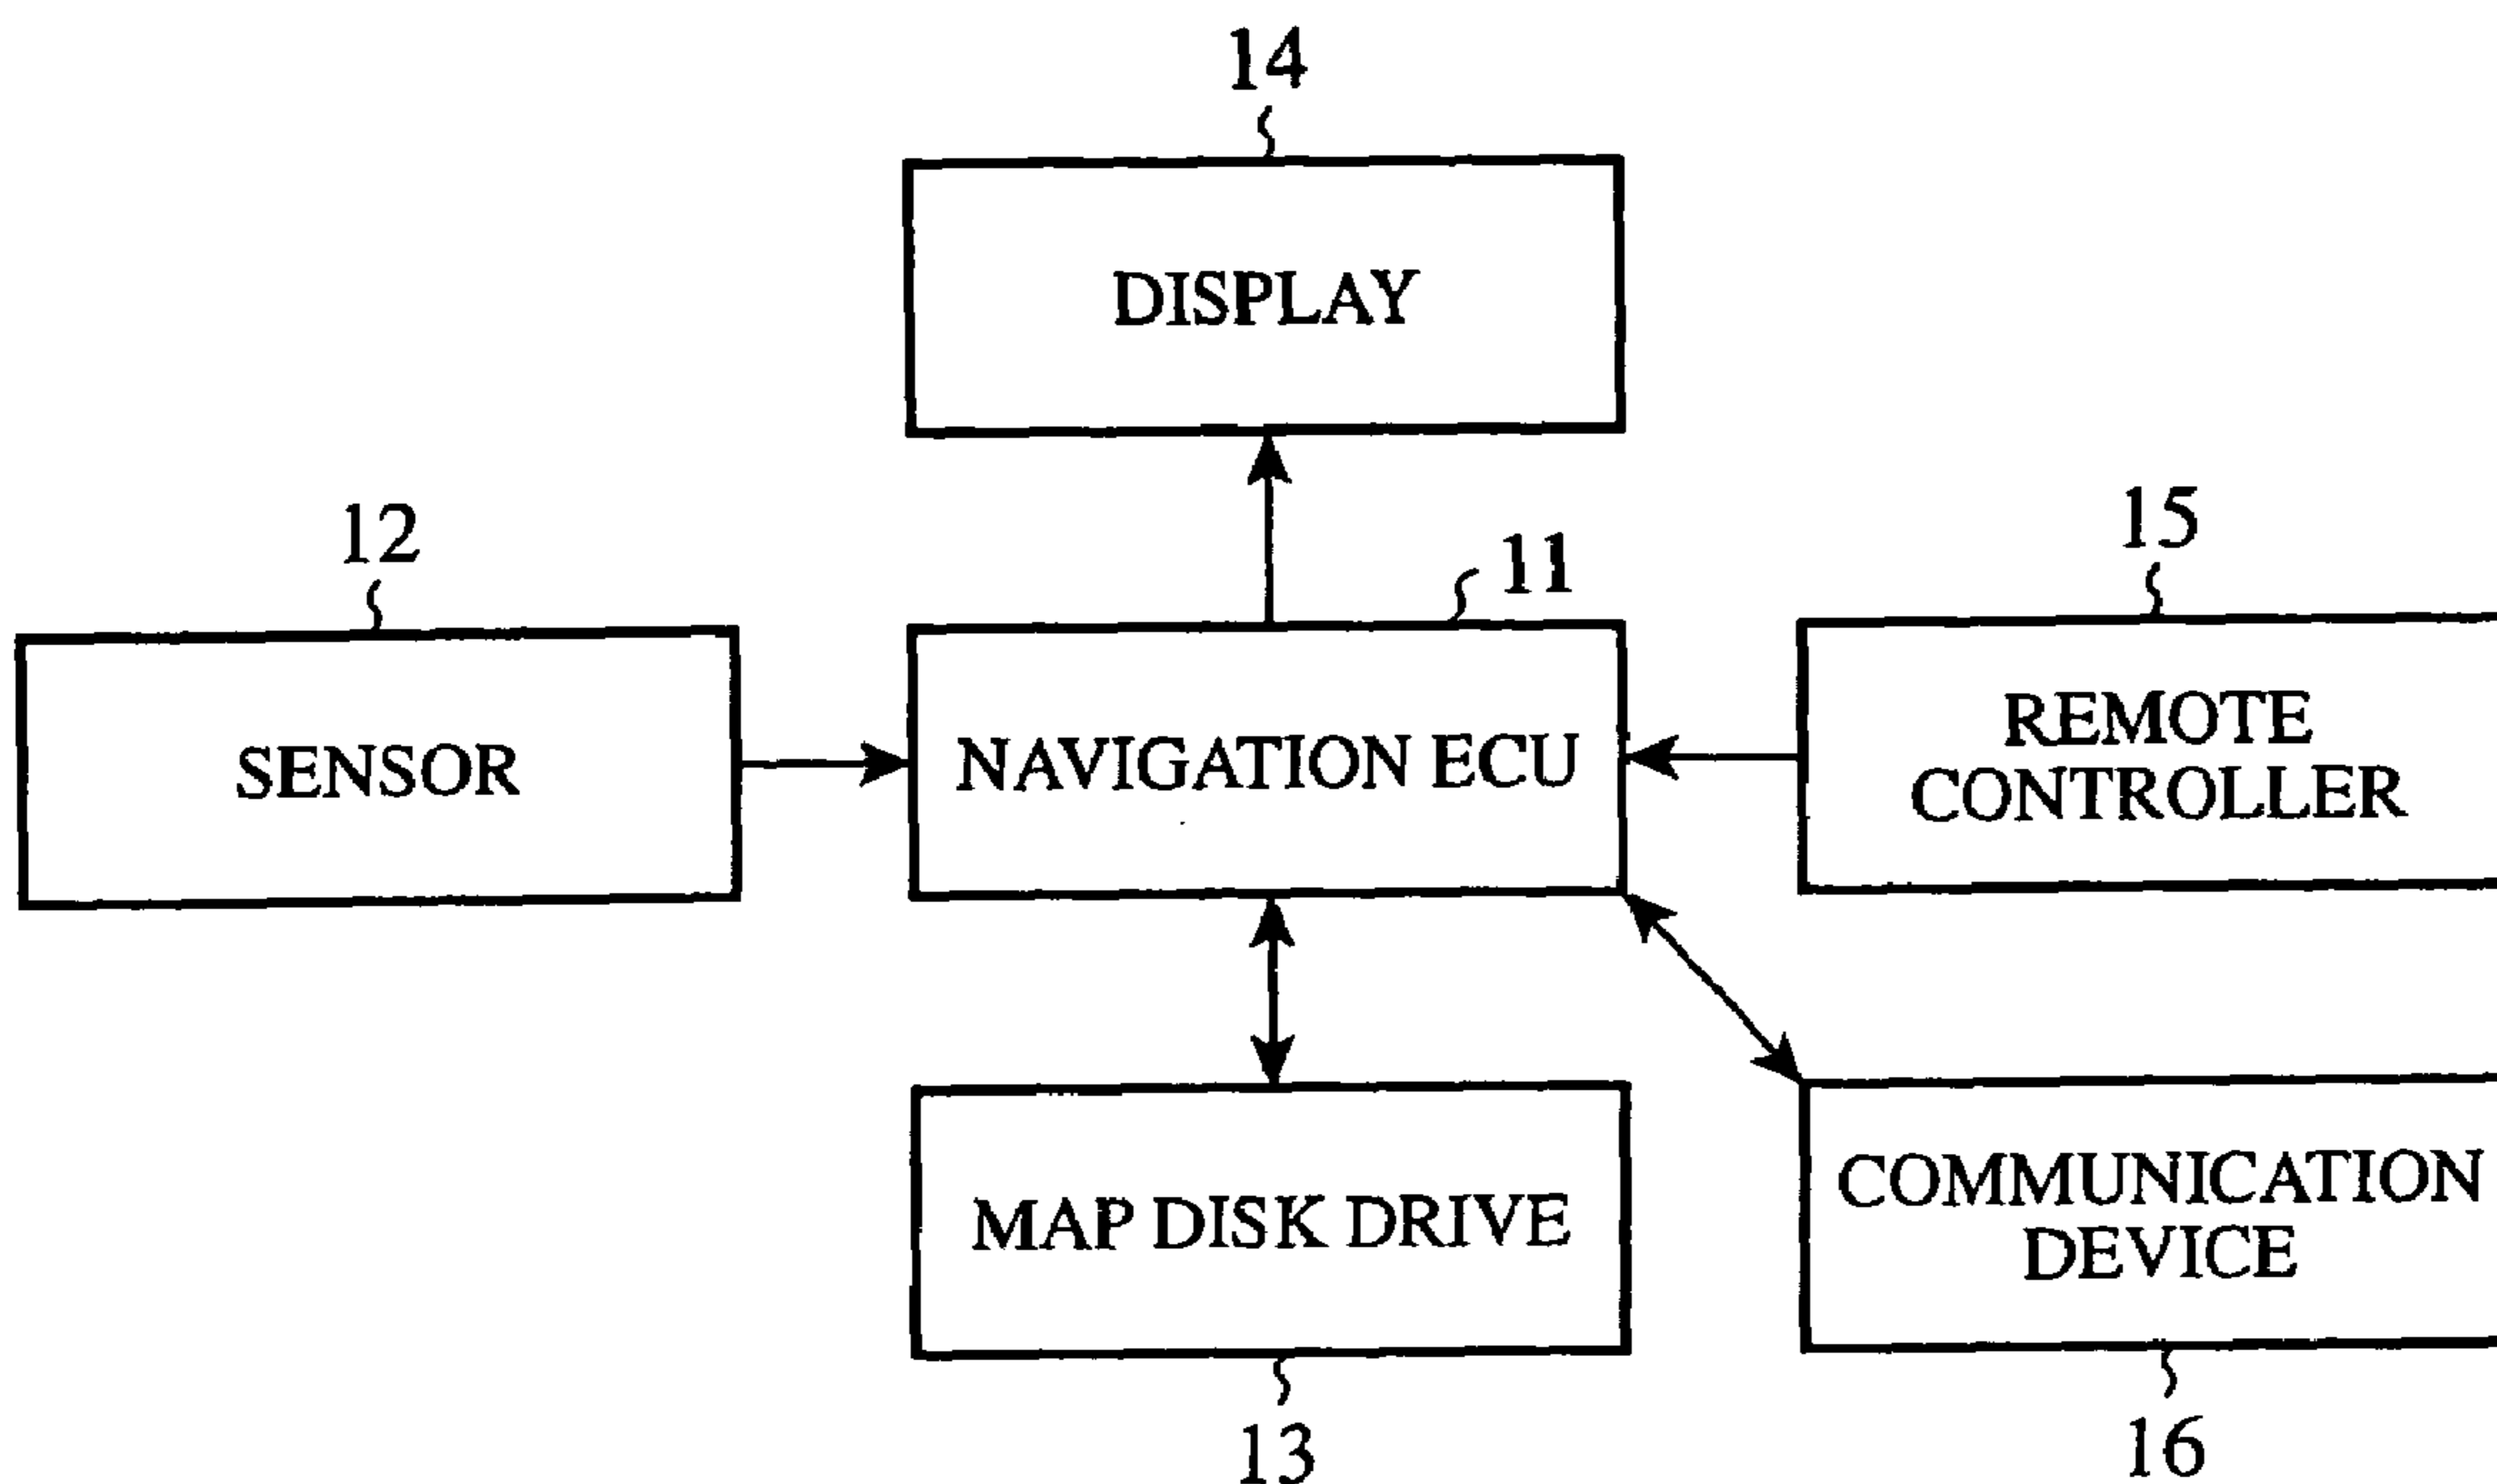 14
DISPLAY
12
11
15
SENSOR
NAVIGATION ECU
REMOTE
CONTROLLER
MAP DISK DRIVE
COMMUNICATION
DEVICE
13
16